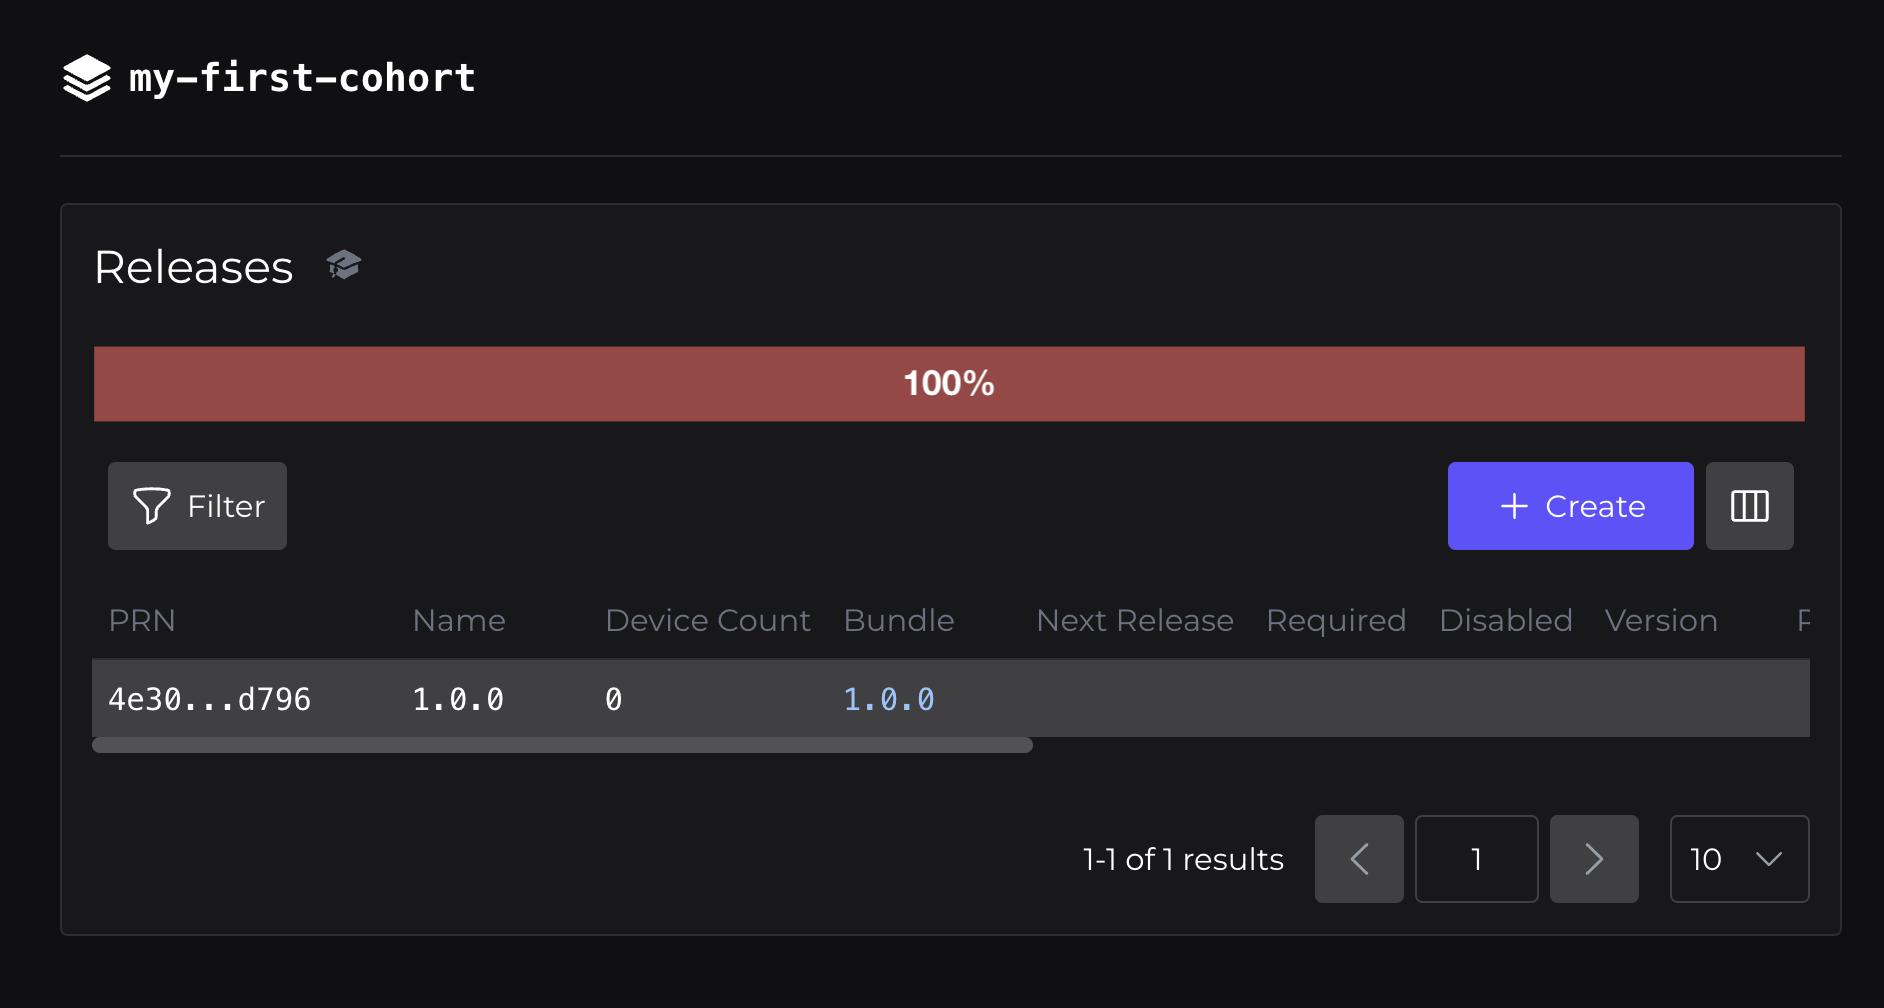 my-first-cohort
Releases
100%
Filter
+ Create
PRN Name Device Count Bundle Next Release Required Disabled Version
4e30...d796 1.0.0 0 1.0.0
1-1 of 1 results 1 10